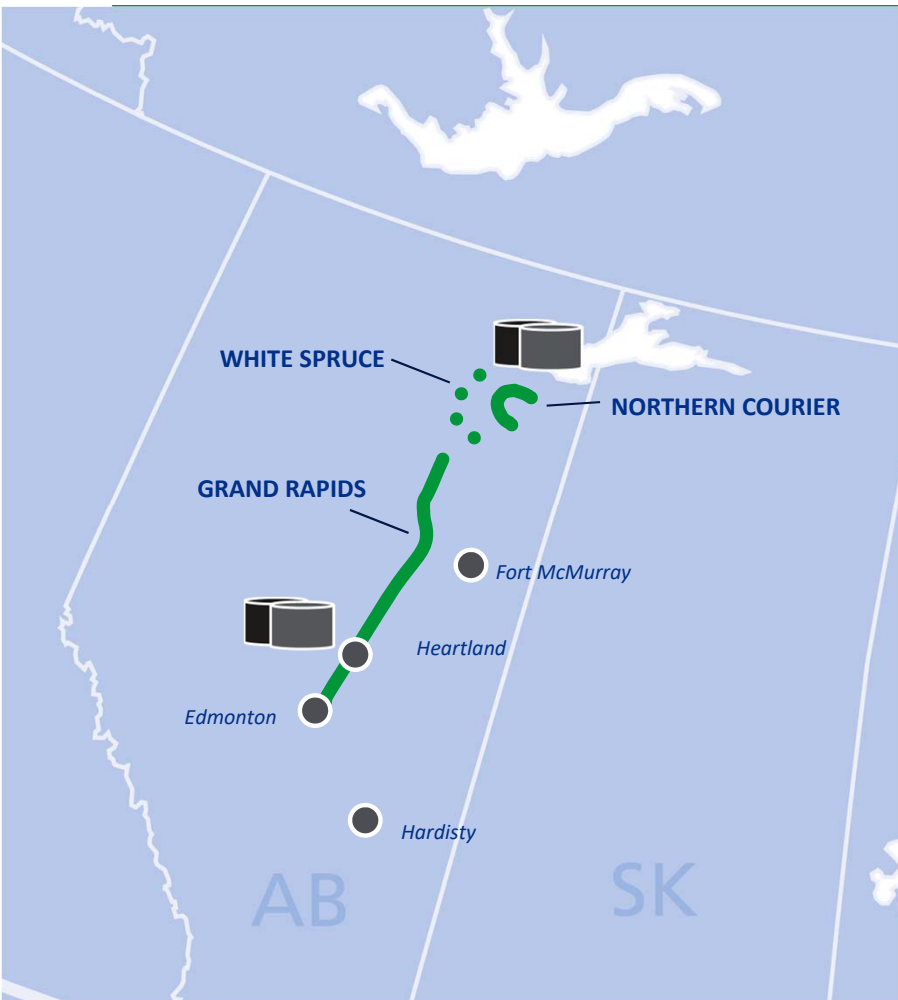 WHITE SPRUCE
NORTHERN COURIER
GRAND RAPIDS
Fort McMurray
Heartland
Edmonton
Hardisty
AB
SK